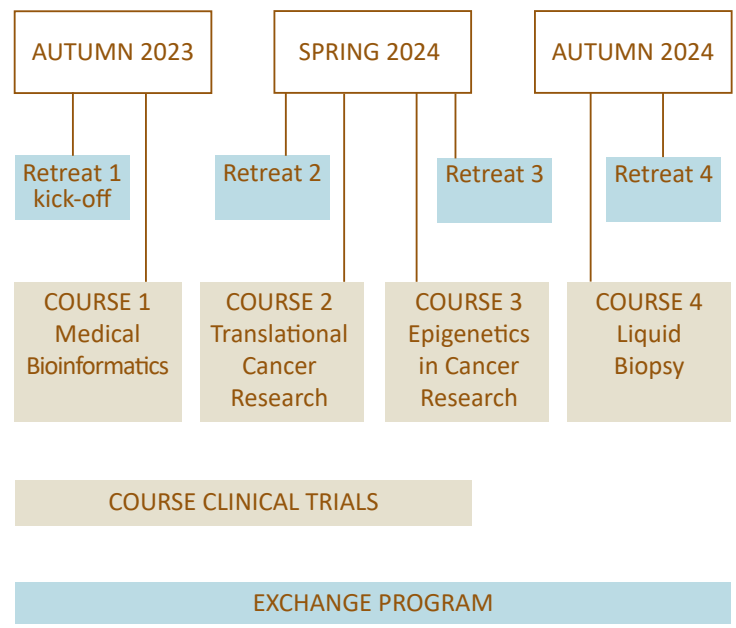 AUTUMN 2023
SPRING 2024
AUTUMN 2024
Retreat 1
kick-off
Retreat 2
Retreat 3
Retreat 4
COURSE 1
Medical
Bioinformatics
COURSE 2
Translational
Cancer
Research
COURSE 3
Epigenetics
in Cancer
Research
COURSE 4
Liquid
Biopsy
COURSE CLINICAL TRIALS
EXCHANGE PROGRAM